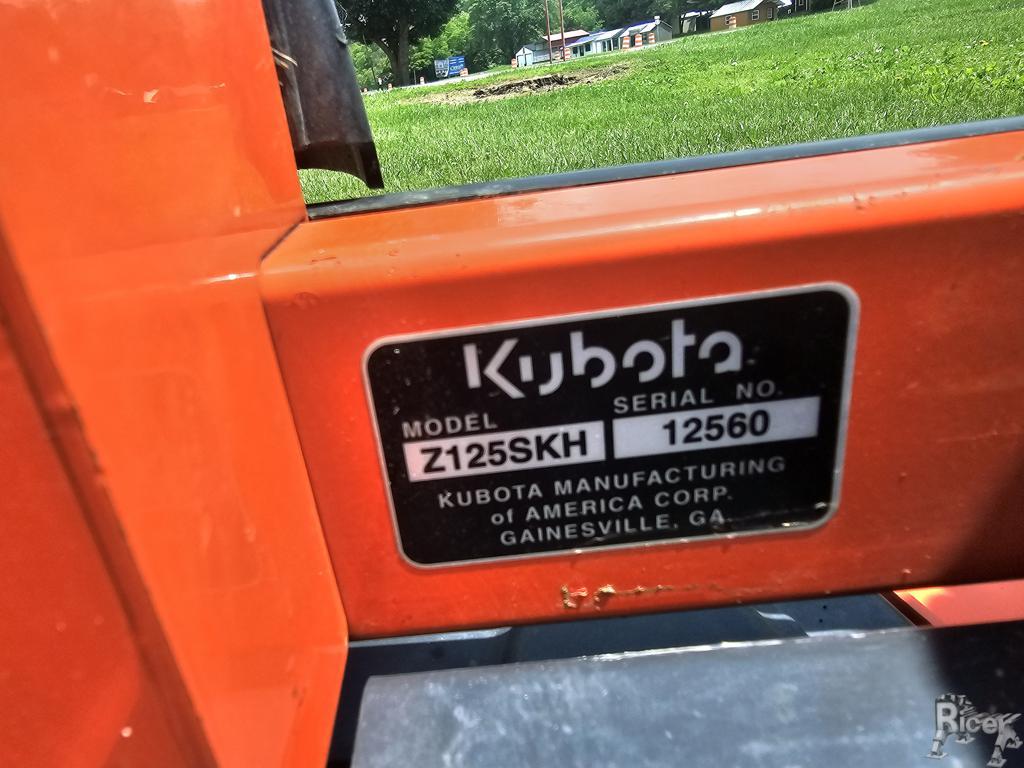 Kubota
MODEL
SERIAL NO.
Z125SKH
12560
KUBOTA MANUFACTURING
of AMERICA CORP.
GAINESVILLE, GA
Ricer